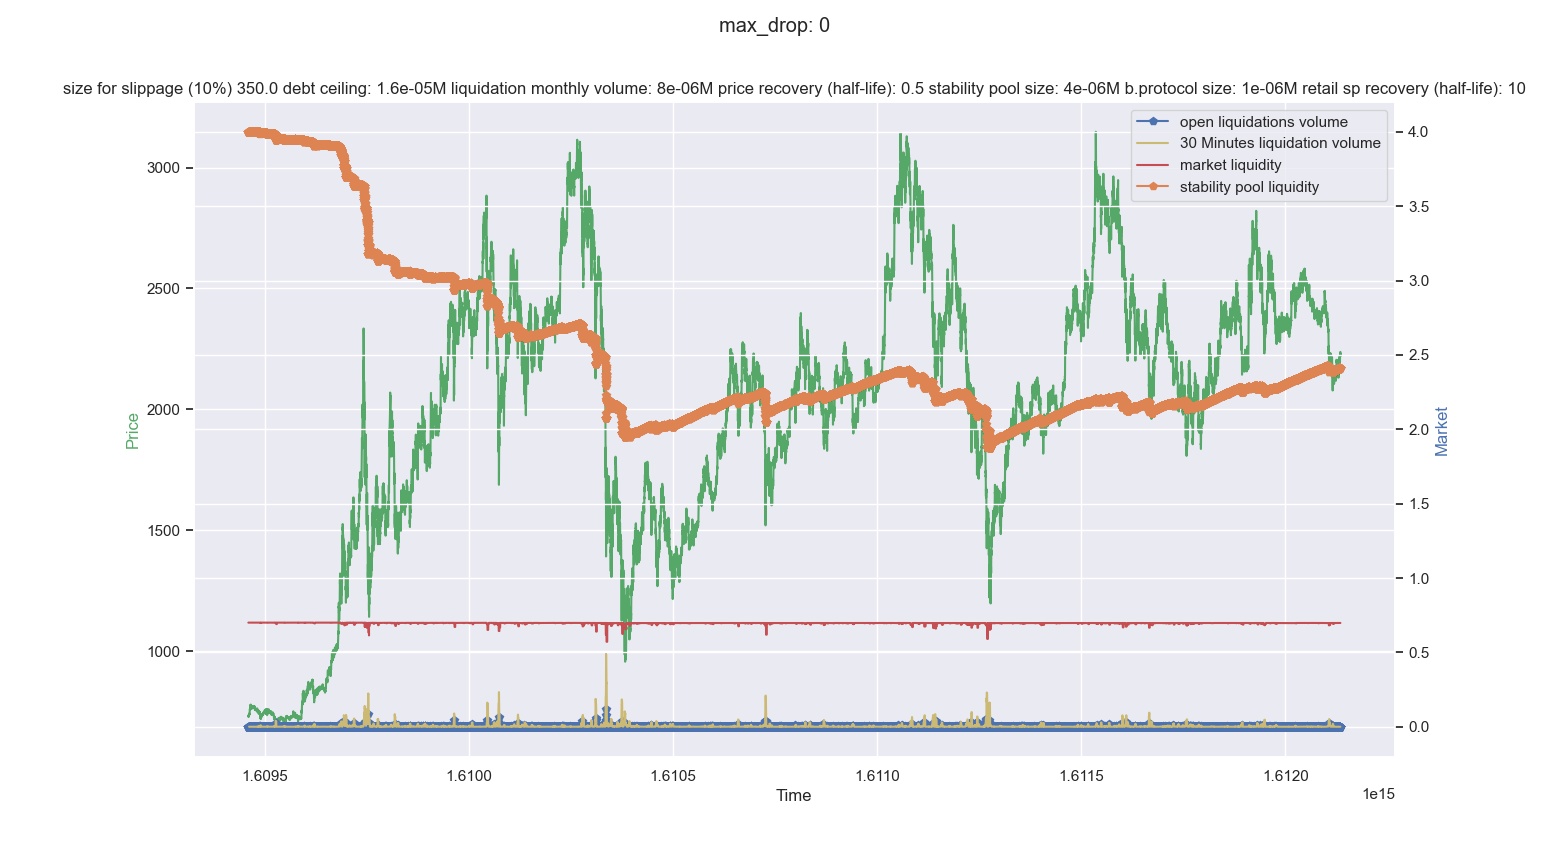 max_drop: 0
size for slippage (10%) 350.0 debt ceiling: 1.6e-05M liquidation monthly volume: 8e-06M price recovery (half-life): 0.5 stability pool size: 4e-06M b.protocol size: 1e-06M retail sp recovery (half-life): 10
open liquidations volume
30 Minutes liquidation volume
market liquidity
stability pool liquidity
3000
2500
2000
1500
1000
Price
4.0
3.5
3.0
2.5
2.0
1.5
1.0
0.5
0.0
Market
1.6095
1.6100
1.6105
1.6110
1.6115
1.6120
Time
1e15